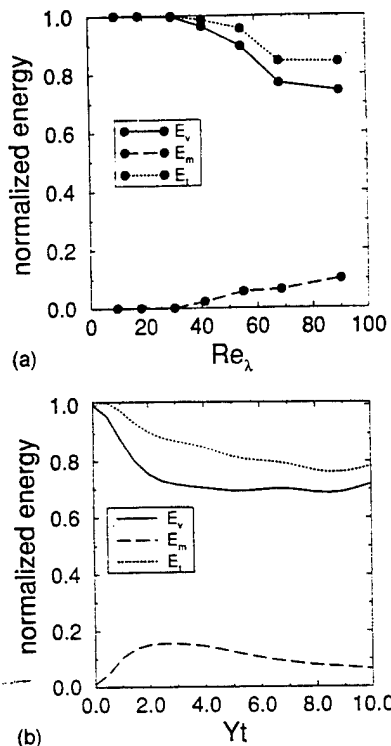 1.0
0.8
0.6
0.4
0.2
0.0
normalized energy
E_v
E_m
E_t
0 20 40 60 80 100
Re_λ
(a)
1.0
0.8
0.6
0.4
0.2
0.0
normalized energy
E_v
E_m
E_t
0.0 2.0 4.0 6.0 8.0 10.0
Yt
(b)